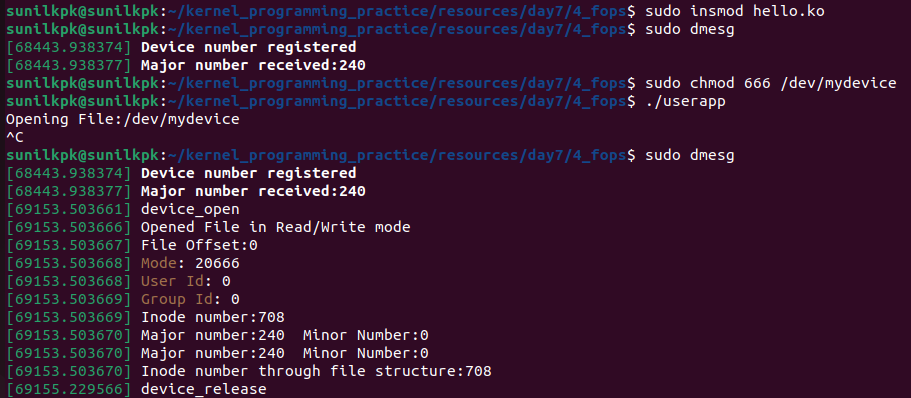 sunilkpk@sunilkpk:~/kernel_programming_practice/resources/day7/4_fops$ sudo insmod hello.ko
sunilkpk@sunilkpk:~/kernel_programming_practice/resources/day7/4_fops$ sudo dmesg
[68443.938374] Device number registered
[68443.938377] Major number received:240
sunilkpk@sunilkpk:~/kernel_programming_practice/resources/day7/4_fops$ sudo chmod 666 /dev/mydevice
sunilkpk@sunilkpk:~/kernel_programming_practice/resources/day7/4_fops$ ./userapp
Opening File:/dev/mydevice
^C
sunilkpk@sunilkpk:~/kernel_programming_practice/resources/day7/4_fops$ sudo dmesg
[68443.938374] Device number registered
[68443.938377] Major number received:240
[69153.503661] device_open
[69153.503666] Opened File in Read/Write mode
[69153.503667] File Offset:0
[69153.503668] Mode: 20666
[69153.503668] User Id: 0
[69153.503669] Group Id: 0
[69153.503669] Inode number:708
[69153.503670] Major number:240  Minor Number:0
[69153.503670] Major number:240  Minor Number:0
[69153.503670] Inode number through file structure:708
[69155.229566] device_release